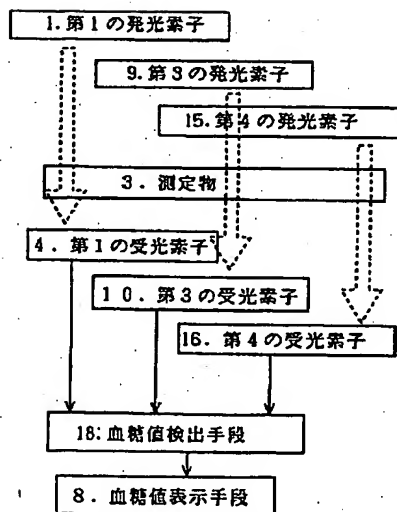 1.第1の発光素子
9.第3の発光素子
15.第4の発光素子
3.測定物
4.第1の受光素子
10.第3の受光素子
16.第4の受光素子
18:血糖値検出手段
8.血糖値表示手段